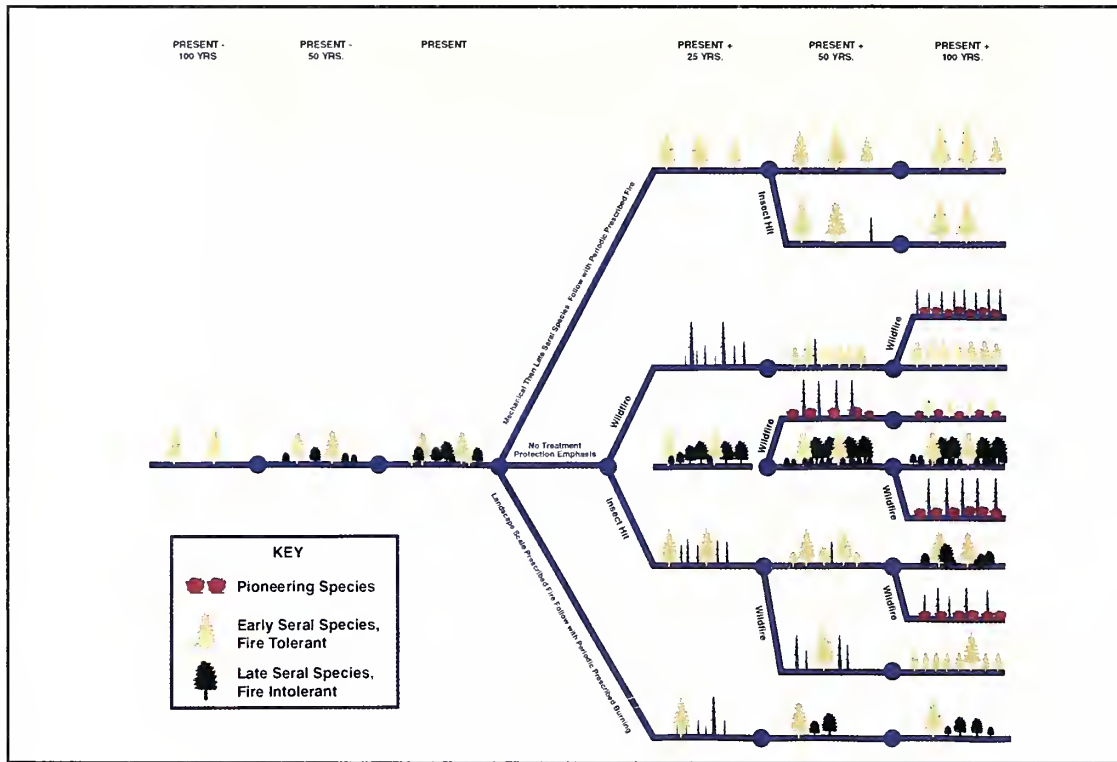 PRESENT -
100 YRS
PRESENT -
50 YRS.
PRESENT
PRESENT +
25 YRS.
PRESENT +
50 YRS.
PRESENT +
100 YRS.
Mechanical Then Late Seral Species Follow with Periodic Prescribed Fire
Insect Hit
Wildfire
Wildfire
Wildfire
No Treatment
Protection Emphasis
Wildfire
Insect Hit
Landscape Scale Prescribed Fire Follow with Periodic Prescribed Burning
Wildfire
Wildfire
KEY
Pioneering Species
Early Seral Species,
Fire Tolerant
Late Seral Species,
Fire Intolerant